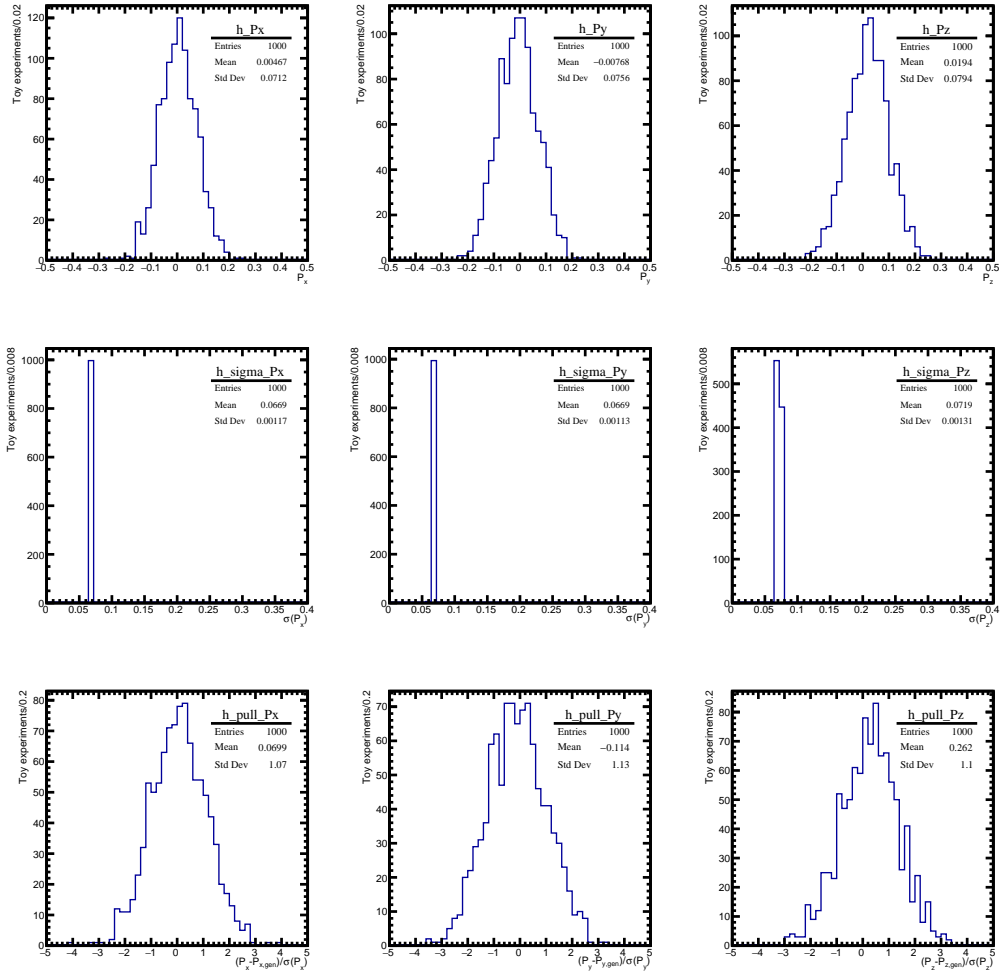 Toy experiments/0.02
120
100
80
60
40
20
0
−0.5 −0.4 −0.3 −0.2 −0.1 0 0.1 0.2 0.3 0.4 0.5
P_x
h_Px
Entries 1000
Mean 0.00467
Std Dev 0.0712
Toy experiments/0.02
100
80
60
40
20
0
−0.5 −0.4 −0.3 −0.2 −0.1 0 0.1 0.2 0.3 0.4 0.5
P_y
h_Py
Entries 1000
Mean −0.00768
Std Dev 0.0756
Toy experiments/0.02
100
80
60
40
20
0
−0.5 −0.4 −0.3 −0.2 −0.1 0 0.1 0.2 0.3 0.4 0.5
P_z
h_Pz
Entries 1000
Mean 0.0194
Std Dev 0.0794
Toy experiments/0.008
1000
800
600
400
200
0
0 0.05 0.1 0.15 0.2 0.25 0.3 0.35 0.4
σ(P_x)
h_sigma_Px
Entries 1000
Mean 0.0669
Std Dev 0.00117
Toy experiments/0.008
1000
800
600
400
200
0
0 0.05 0.1 0.15 0.2 0.25 0.3 0.35 0.4
σ(P_y)
h_sigma_Py
Entries 1000
Mean 0.0669
Std Dev 0.00113
Toy experiments/0.008
500
400
300
200
100
0
0 0.05 0.1 0.15 0.2 0.25 0.3 0.35 0.4
σ(P_z)
h_sigma_Pz
Entries 1000
Mean 0.0719
Std Dev 0.00131
Toy experiments/0.2
80
70
60
50
40
30
20
10
0
−5 −4 −3 −2 −1 0 1 2 3 4 5
(P_x-P_x,gen)/σ(P_x)
h_pull_Px
Entries 1000
Mean 0.0699
Std Dev 1.07
Toy experiments/0.2
70
60
50
40
30
20
10
0
−5 −4 −3 −2 −1 0 1 2 3 4 5
(P_y-P_y,gen)/σ(P_y)
h_pull_Py
Entries 1000
Mean −0.114
Std Dev 1.13
Toy experiments/0.2
80
70
60
50
40
30
20
10
0
−5 −4 −3 −2 −1 0 1 2 3 4 5
(P_z-P_z,gen)/σ(P_z)
h_pull_Pz
Entries 1000
Mean 0.262
Std Dev 1.1